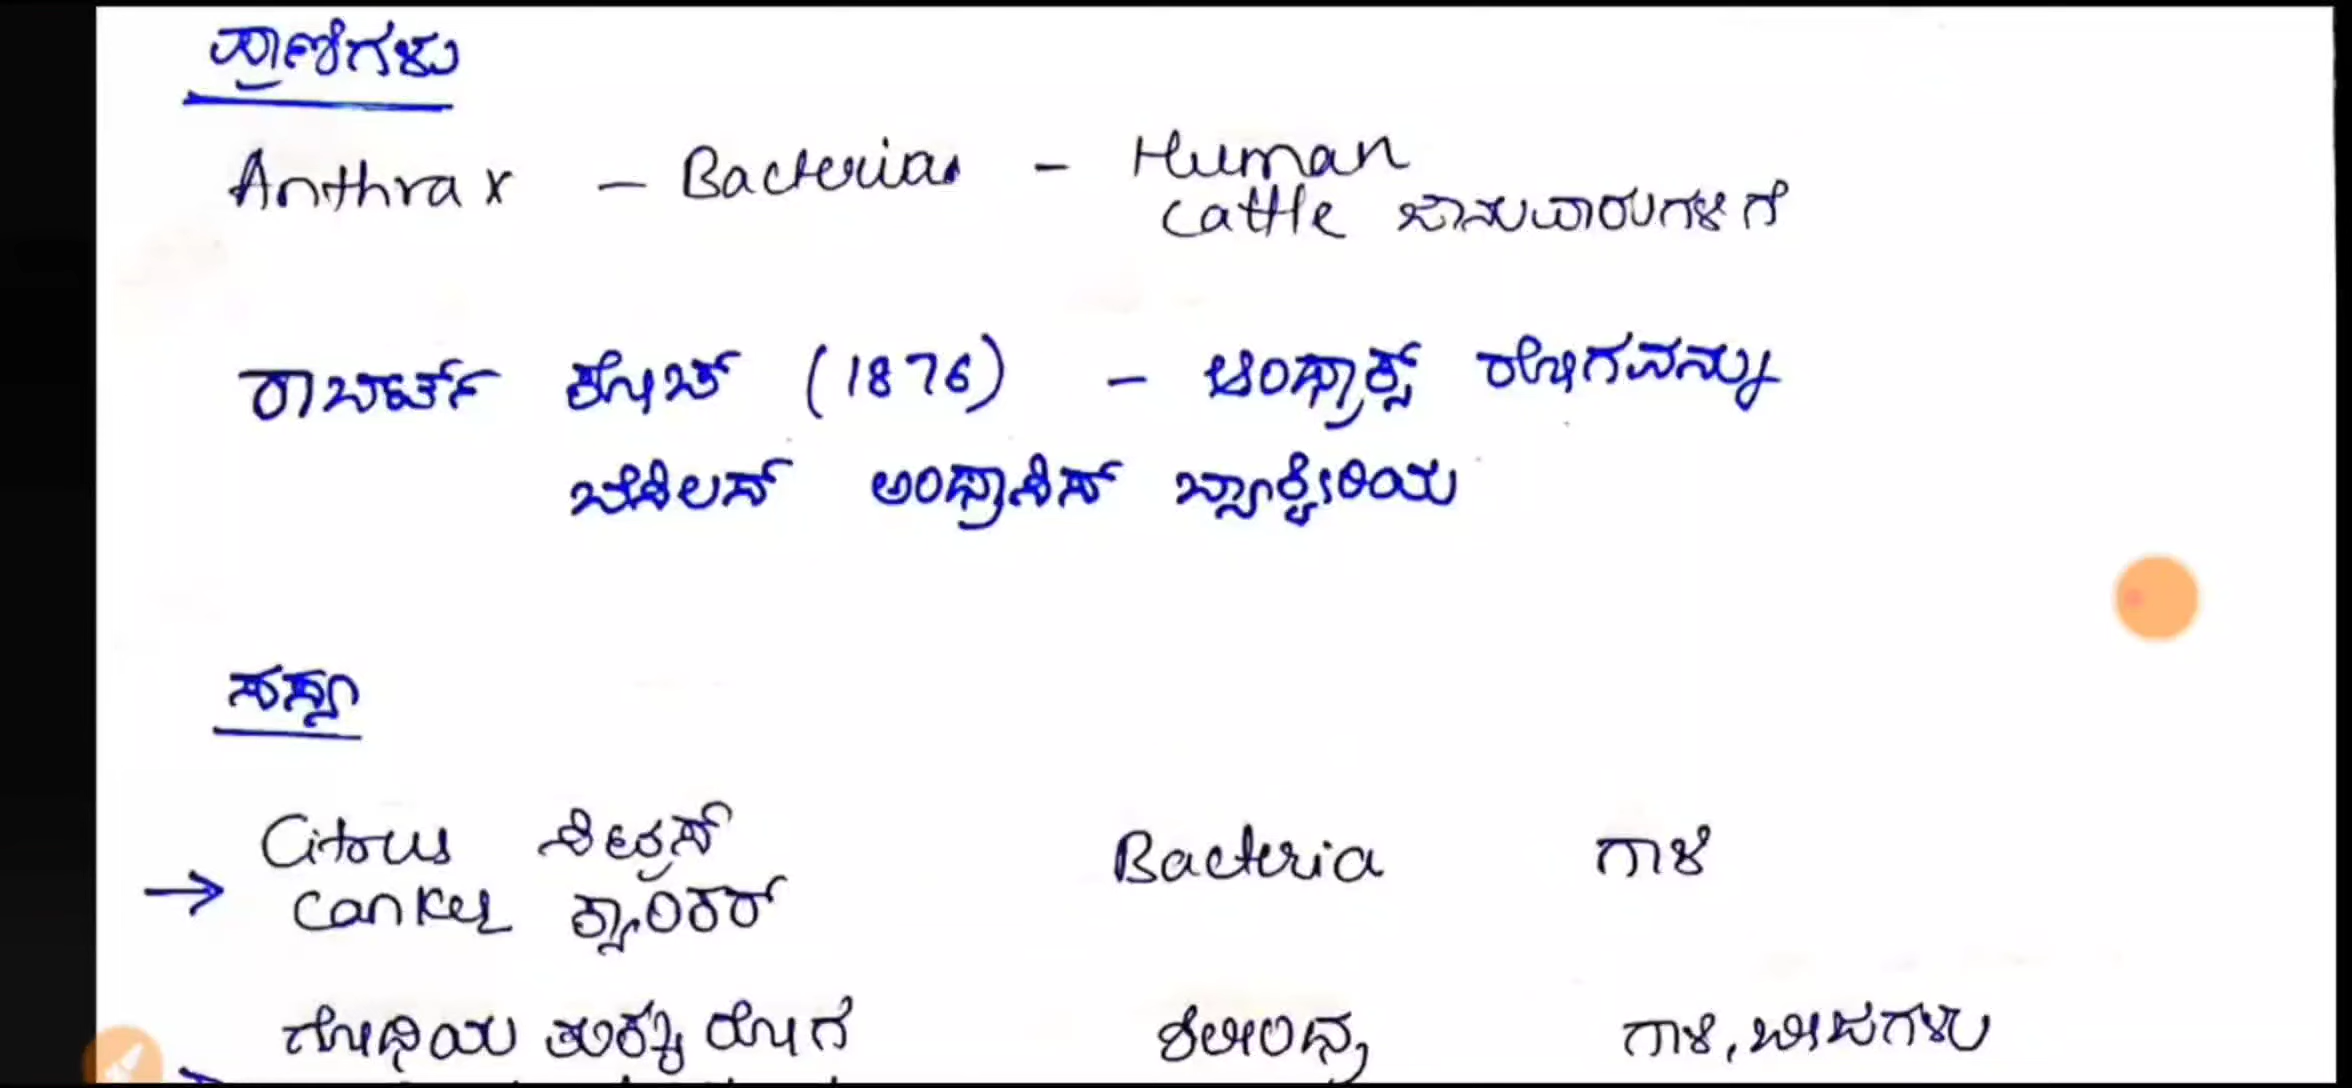 ಪ್ರಾಣಿಗಳು
Anthrax – Bacteria – Human
cattle ಜಾನುವಾರುಗಳಿಗೆ
ರಾಬರ್ಟ್ ಕೋಚ್ (1876) – ಆಂಥ್ರಾಕ್ಸ್ ರೋಗವನ್ನು
ಬೆಸಿಲಸ್ ಅಂಥ್ರಾಸಿಸ್ ಬ್ಯಾಕ್ಟೀರಿಯ
ಸಸ್ಯ
Citrus ಸಿಟ್ರಸ್ Bacteria ಗಾಳಿ
→ canker ಕ್ಯಾಂಕರ್
ಗೋಧಿಯ ತುಕ್ಕು ರೋಗ ಶಿಲೀಂಧ್ರ ಗಾಳಿ, ಬೀಜಗಳು